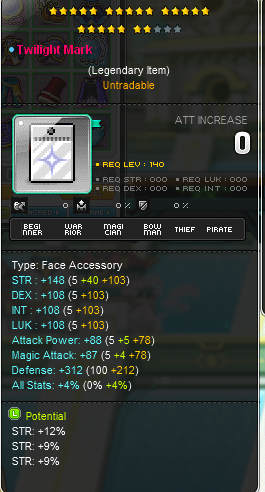 Twilight Mark
(Legendary Item)
Untradable
ATT INCREASE
0
REQ LEV : 140
REQ STR : 000 REQ LUK : 000
REQ DEX : 000 REQ INT : 000
0 0 % 0 %
BEGINNER WARRIOR MAGICIAN BOWMAN THIEF PIRATE
Type: Face Accessory
STR : +148 (5 +40 +103)
DEX : +108 (5 +103)
INT : +108 (5 +103)
LUK : +108 (5 +103)
Attack Power: +88 (5 +5 +78)
Magic Attack: +87 (5 +4 +78)
Defense: +312 (100 +212)
All Stats: +4% (0% +4%)
L Potential
STR: +12%
STR: +9%
STR: +9%